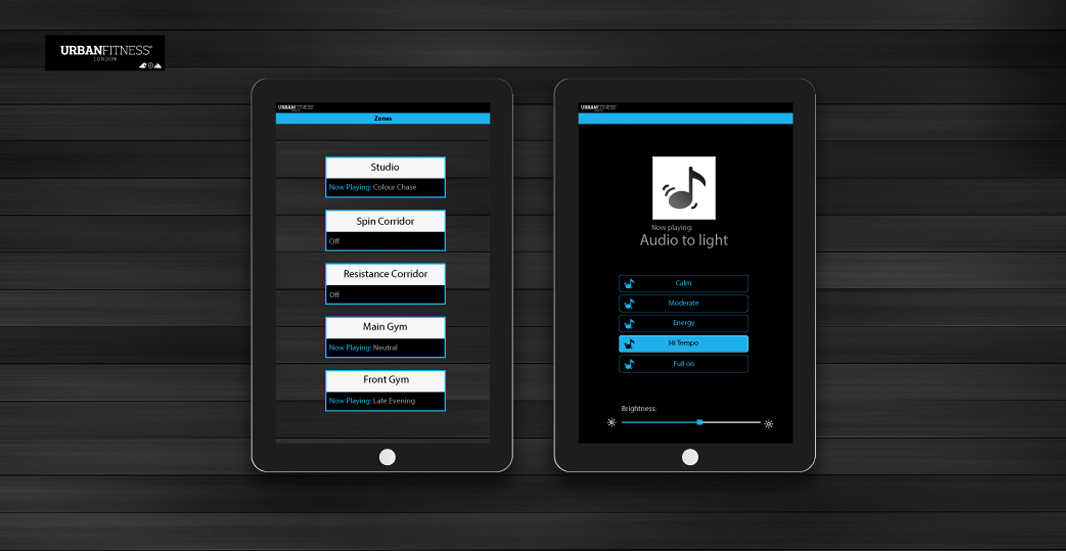 URBANFITNESS
LONDON
URBANFITNESS
Zones
Studio
Now Playing: Colour Chase
Spin Corridor
Off
Resistance Corridor
Off
Main Gym
Now Playing: Neutral
Front Gym
Now Playing: Late Evening
URBANFITNESS
Now playing:
Audio to light
Calm
Moderate
Energy
Hi Tempo
Full on
Brightness: